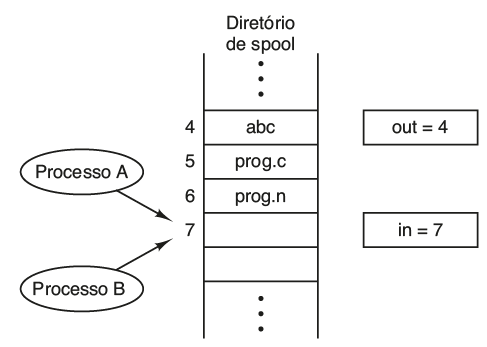 Diretório
de spool
4 abc out = 4
Processo A
5 prog.c
6 prog.n
7 in = 7
Processo B